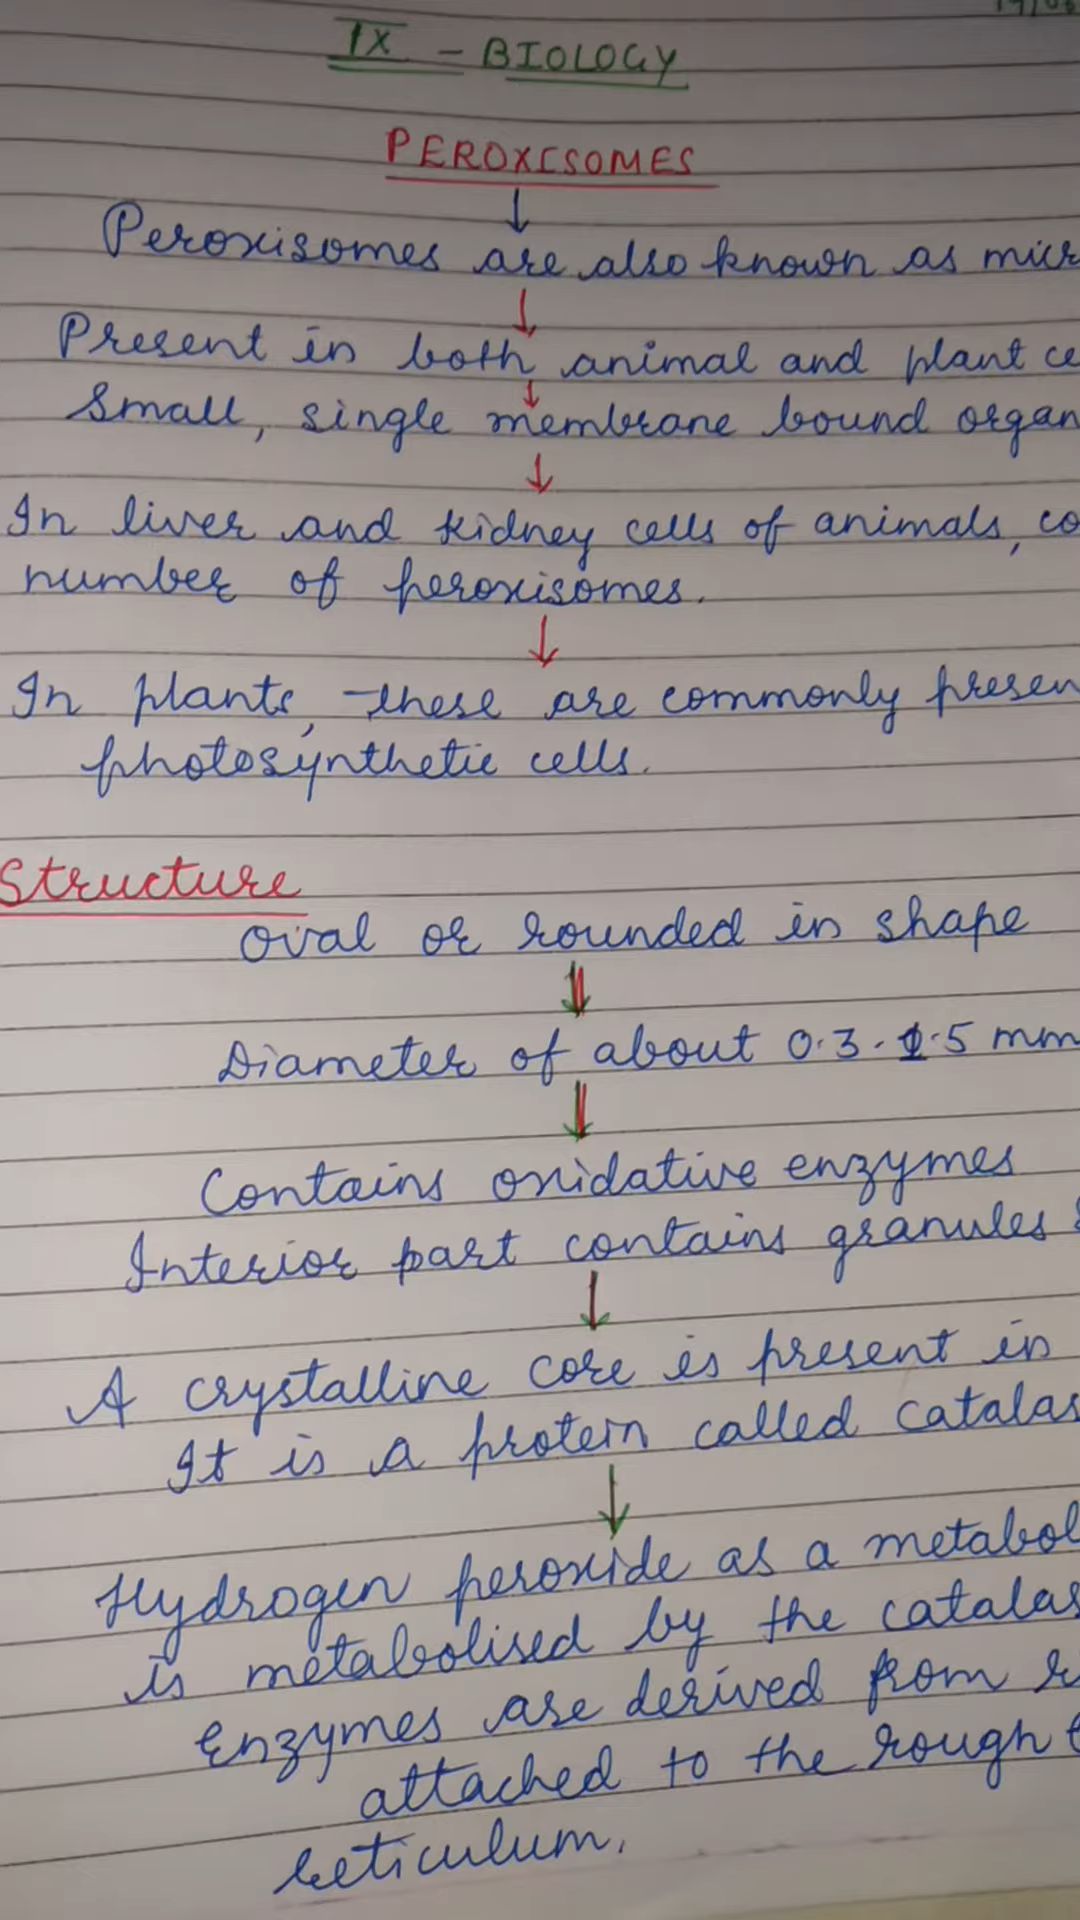 IX - BIOLOGY
PEROXISOMES
Peroxisomes are also known as micr
Present in both animal and plant ce
Small, single membrane bound organ
In liver and kidney cells of animals, co
number of peroxisomes.
In plants, these are commonly presen
photosynthetic cells.
Structure
Oval or rounded in shape
Diameter of about 0.3-1.5 mm
Contains oxidative enzymes
Interior part contains granules
A crystalline core is present in
It is a protein called catalas
Hydrogen peroxide as a metabol
is metabolised by the catalas
Enzymes are derived from r
attached to the rough
reticulum.